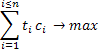 i≤n
∑ tᵢ cᵢ → max
i=1